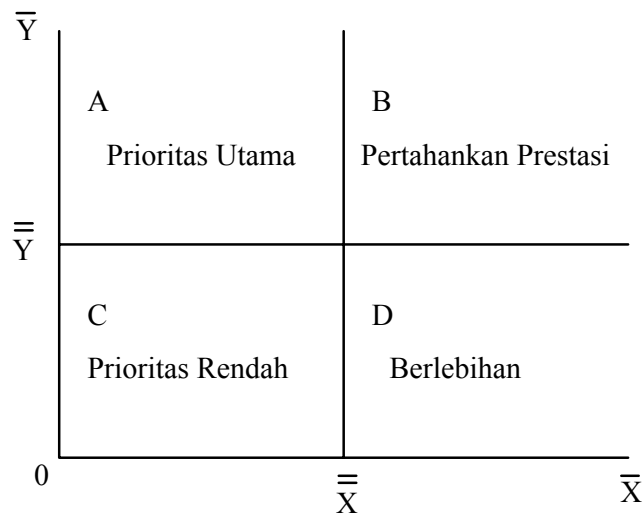 Y̅
A B
Prioritas Utama Pertahankan Prestasi
Y̿
C D
Prioritas Rendah Berlebihan
0 X̿ X̅